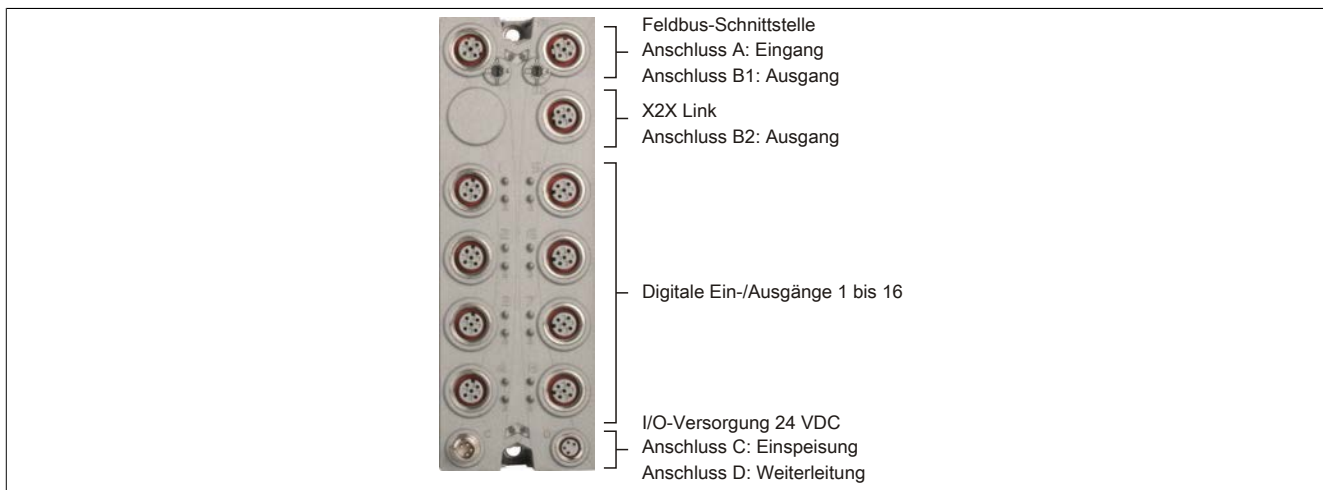 Feldbus-Schnittstelle
Anschluss A: Eingang
Anschluss B1: Ausgang
X2X Link
Anschluss B2: Ausgang
Digitale Ein-/Ausgänge 1 bis 16
I/O-Versorgung 24 VDC
Anschluss C: Einspeisung
Anschluss D: Weiterleitung